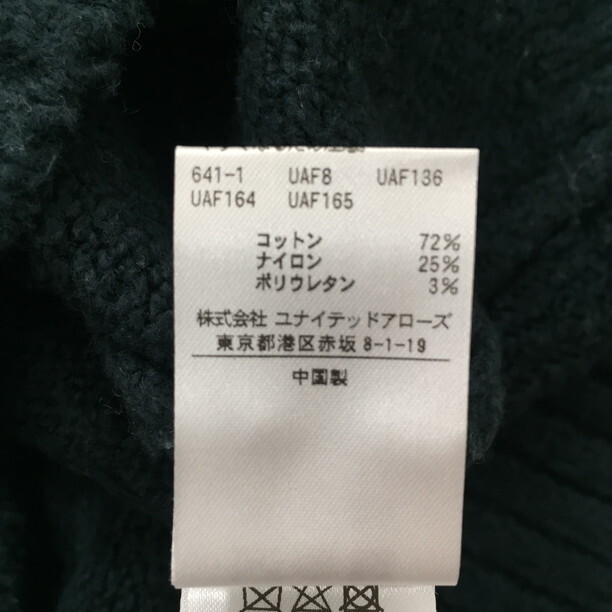 641-1 UAF8 UAF136
UAF164 UAF165
コットン 72%
ナイロン 25%
ポリウレタン 3%
株式会社 ユナイテッドアローズ
東京都港区赤坂 8-1-19
中国製